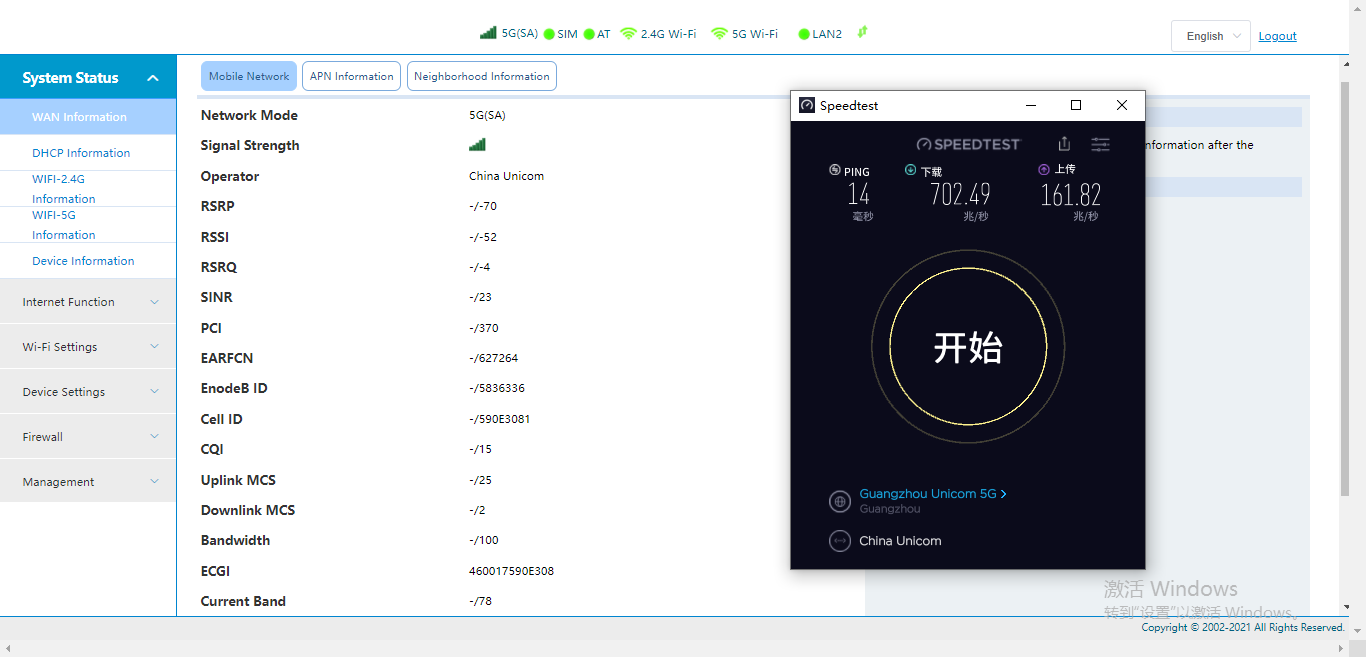 5G(SA) SIM AT 2.4G Wi-Fi 5G Wi-Fi LAN2 English Logout
System Status
WAN Information
DHCP Information
WIFI-2.4G
Information
WIFI-5G
Information
Device Information
Internet Function
Wi-Fi Settings
Device Settings
Firewall
Management
Mobile Network APN Information Neighborhood Information
Network Mode 5G(SA)
Signal Strength
Operator China Unicom
RSRP -/-70
RSSI -/-52
RSRQ -/-4
SINR -/23
PCI -/370
EARFCN -/627264
EnodeB ID -/5836336
Cell ID -/590E3081
CQI -/15
Uplink MCS -/25
Downlink MCS -/2
Bandwidth -/100
ECGI 460017590E308
Current Band -/78
nformation after the
Speedtest
SPEEDTEST
PING 下载 上传
14 702.49 161.82
毫秒 兆/秒 兆/秒
开始
Guangzhou Unicom 5G
Guangzhou
China Unicom
激活 Windows
转到"设置"以激活 Windows。
Copyright © 2002-2021 All Rights Reserved.